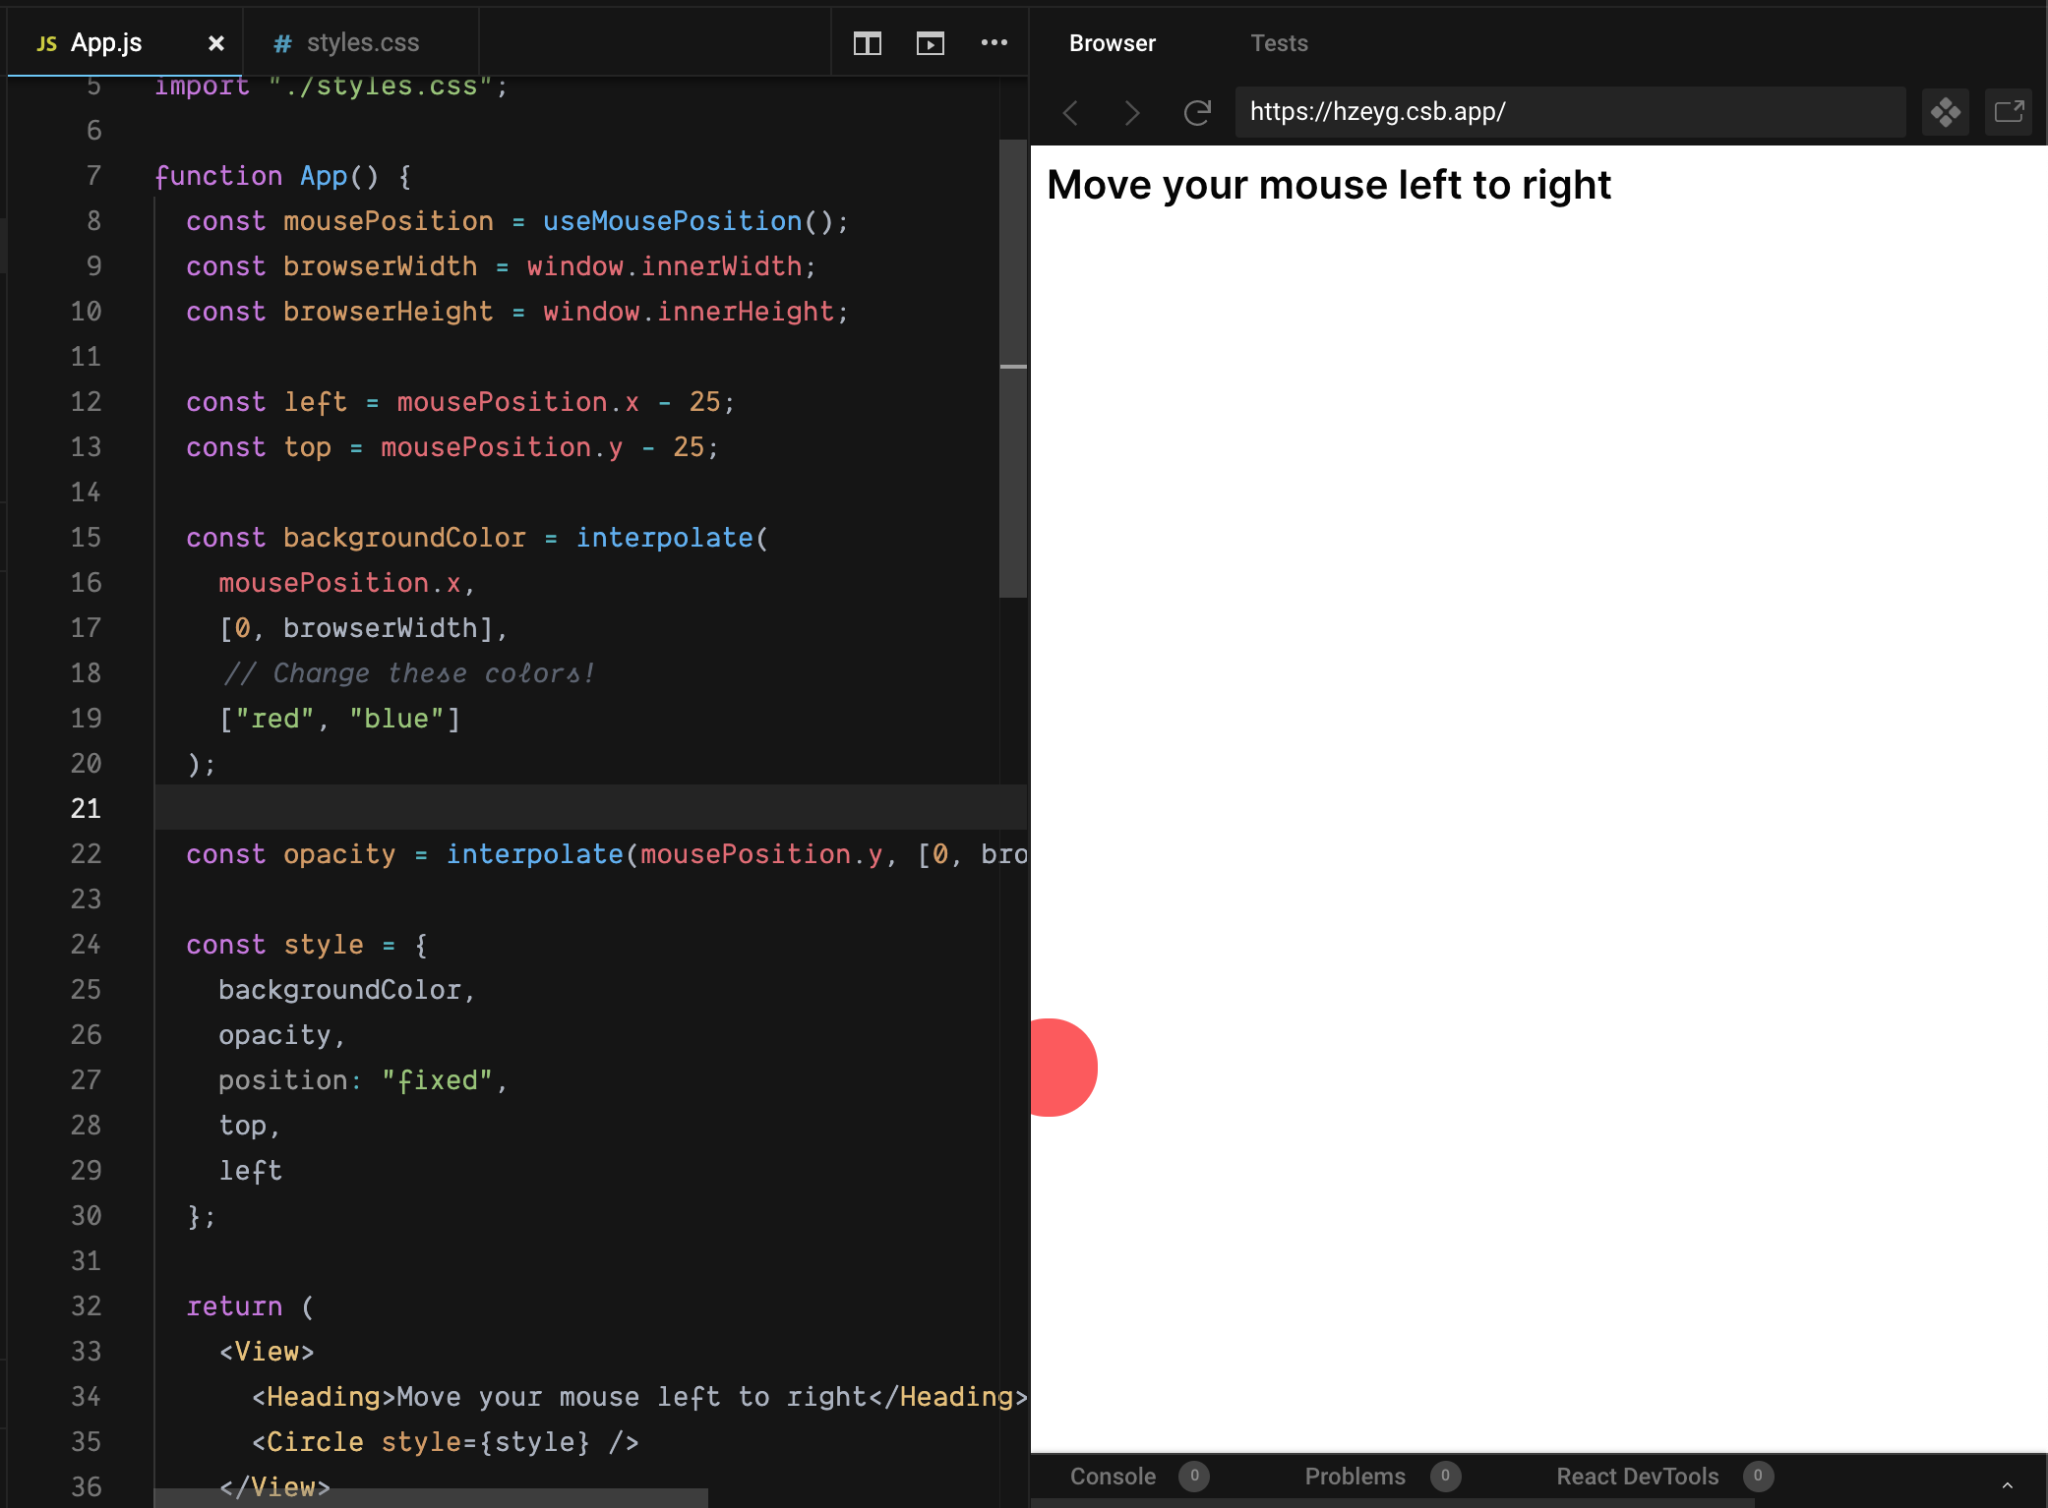 JS App.js × # styles.css
5 import "./styles.css";
6
7 function App() {
8 const mousePosition = useMousePosition();
9 const browserWidth = window.innerWidth;
10 const browserHeight = window.innerHeight;
11
12 const left = mousePosition.x - 25;
13 const top = mousePosition.y - 25;
14
15 const backgroundColor = interpolate(
16 mousePosition.x,
17 [0, browserWidth],
18 // Change these colors!
19 ["red", "blue"]
20 );
21
22 const opacity = interpolate(mousePosition.y, [0, bro
23
24 const style = {
25 backgroundColor,
26 opacity,
27 position: "fixed",
28 top,
29 left
30 };
31
32 return (
33 <View>
34 <Heading>Move your mouse left to right</Heading>
35 <Circle style={style} />
36 </View>
Browser Tests
https://hzeyg.csb.app/
Move your mouse left to right
Console 0 Problems 0 React DevTools 0